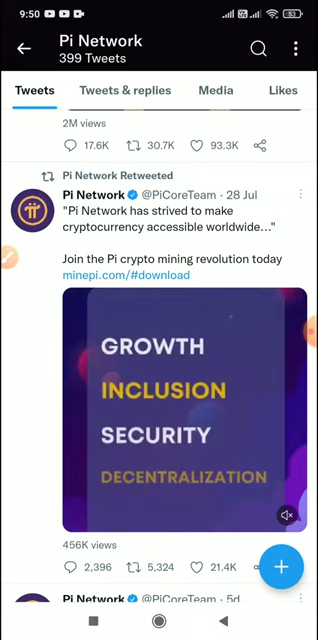 9:50
53
Pi Network
399 Tweets
Tweets
Tweets & replies
Media
Likes
2M views
17.6K
30.7K
93.3K
Pi Network Retweeted
Pi Network @PiCoreTeam · 28 Jul
"Pi Network has strived to make
cryptocurrency accessible worldwide..."
Join the Pi crypto mining revolution today
minepi.com/#download
GROWTH
INCLUSION
SECURITY
DECENTRALIZATION
456K views
2,396
5,324
21.4K
Pi Network @PiCoreTeam · 5d